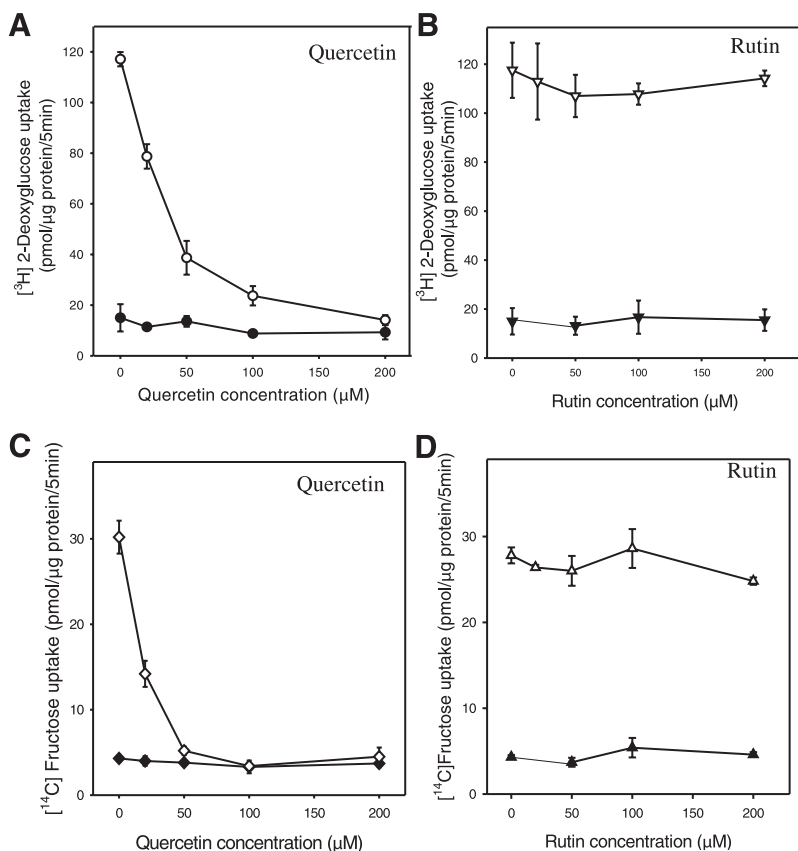 A
Quercetin
[³H] 2-Deoxyglucose uptake
(pmol/µg protein/5min)
120
100
80
60
40
20
0
0 50 100 150 200
Quercetin concentration (µM)
B
Rutin
[³H] 2-Deoxyglucose uptake
(pmol/µg protein/5min)
120
100
80
60
40
20
0
0 50 100 150 200
Rutin concentration (µM)
C
Quercetin
[¹⁴C] Fructose uptake (pmol/µg protein/5min)
30
20
10
0
0 50 100 150 200
Quercetin concentration (µM)
D
Rutin
[¹⁴C]Fructose uptake (pmol/µg protein/5min)
30
20
10
0
0 50 100 150 200
Rutin concentration (µM)